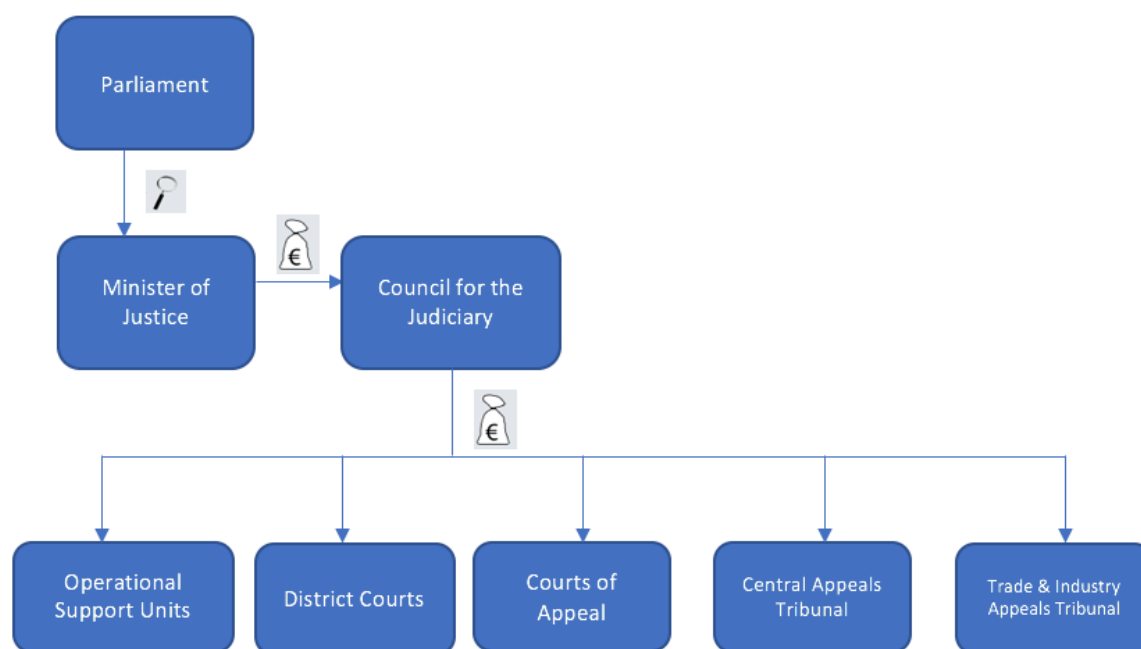 Parliament
€
Minister of
Justice
Council for the
Judiciary
€
Operational
Support Units
District Courts
Courts of
Appeal
Central Appeals
Tribunal
Trade & Industry
Appeals Tribunal